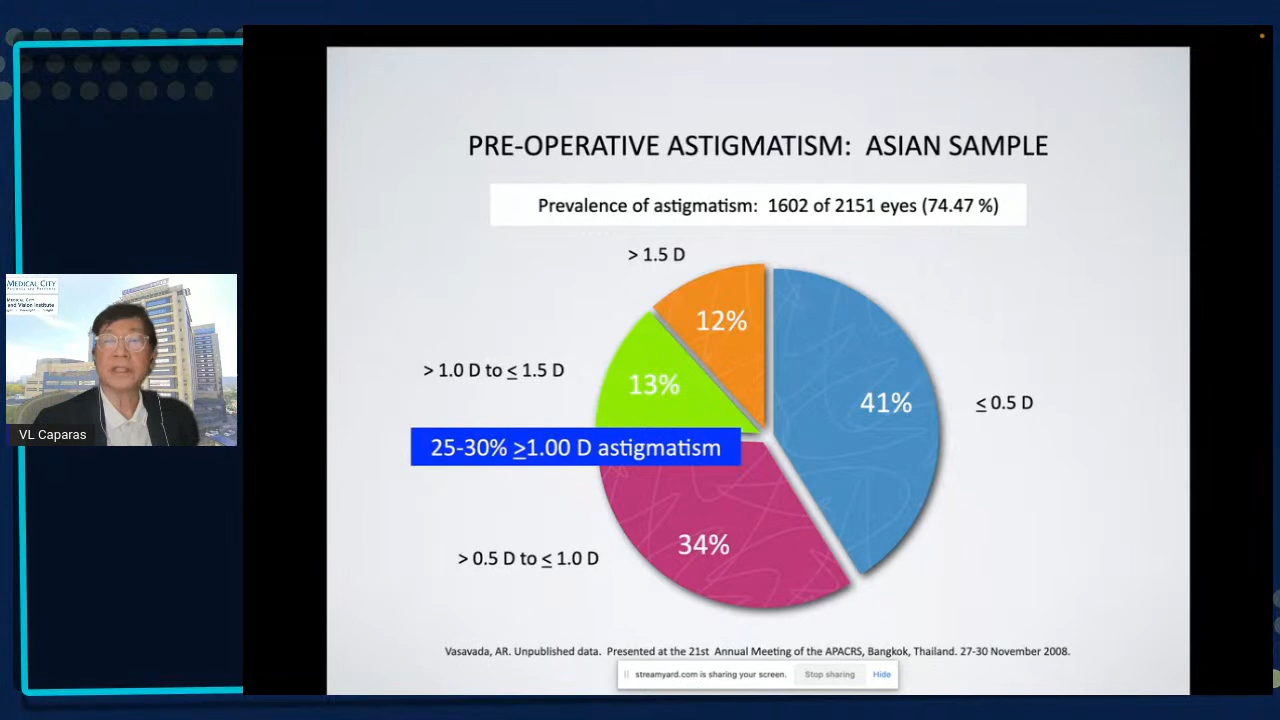 PRE-OPERATIVE ASTIGMATISM: ASIAN SAMPLE
Prevalence of astigmatism: 1602 of 2151 eyes (74.47 %)
> 1.5 D
12%
> 1.0 D to ≤ 1.5 D
13%
41%
≤ 0.5 D
25-30% ≥1.00 D astigmatism
34%
> 0.5 D to ≤ 1.0 D
Vasavada, AR. Unpublished data. Presented at the 21st Annual Meeting of the APACRS, Bangkok, Thailand. 27-30 November 2008.
streamyard.com is sharing your screen. Stop sharing Hide
MEDICAL CITY
MEDICAL CITY
and Vision Institute
VL Caparas